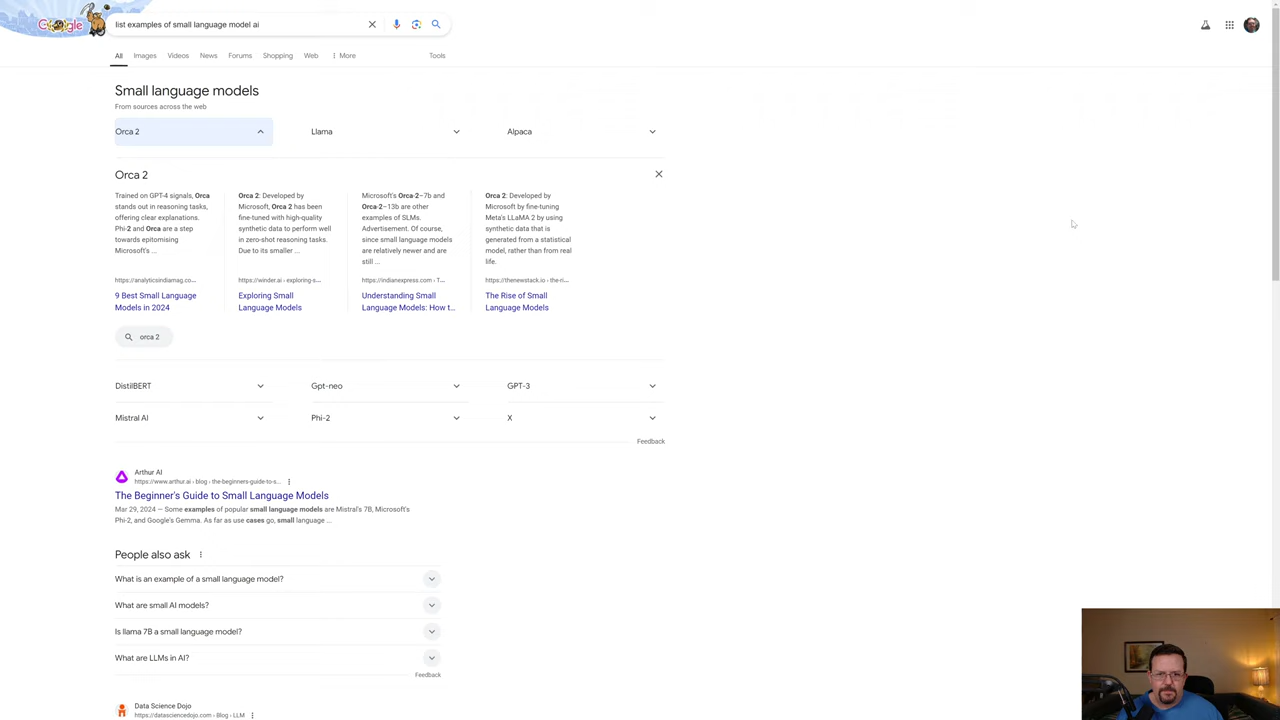 Google
list examples of small language model ai
All Images Videos News Forums Shopping Web More Tools
Small language models
From sources across the web
Orca 2 Llama Alpaca
Orca 2
Trained on GPT-4 signals, Orca
stands out in reasoning tasks,
offering clear explanations.
Phi-2 and Orca are a step
towards epitomising
Microsoft's ...
https://analyticsindiamag.co...
9 Best Small Language
Models in 2024
Orca 2: Developed by
Microsoft, Orca 2 has been
fine-tuned with high-quality
synthetic data to perform well
in zero-shot reasoning tasks.
Due to its smaller ...
https://winder.ai › exploring-s...
Exploring Small
Language Models
Microsoft's Orca-2–7b and
Orca-2–13b are other
examples of SLMs.
Advertisement. Of course,
since small language models
are relatively newer and are
still ...
https://indianexpress.com › T...
Understanding Small
Language Models: How t...
Orca 2: Developed by
Microsoft by fine-tuning
Meta's LLaMA 2 by using
synthetic data that is
generated from a statistical
model, rather than from real
life.
https://thenewstack.io › the-ri...
The Rise of Small
Language Models
orca 2
DistilBERT Gpt-neo GPT-3
Mistral AI Phi-2 X
Feedback
Arthur AI
https://www.arthur.ai › blog › the-beginners-guide-to-s...
The Beginner's Guide to Small Language Models
Mar 29, 2024 — Some examples of popular small language models are Mistral's 7B, Microsoft's
Phi-2, and Google's Gemma. As far as use cases go, small language ...
People also ask
What is an example of a small language model?
What are small AI models?
Is llama 7B a small language model?
What are LLMs in AI?
Feedback
Data Science Dojo
https://datasciencedojo.com › Blog › LLM